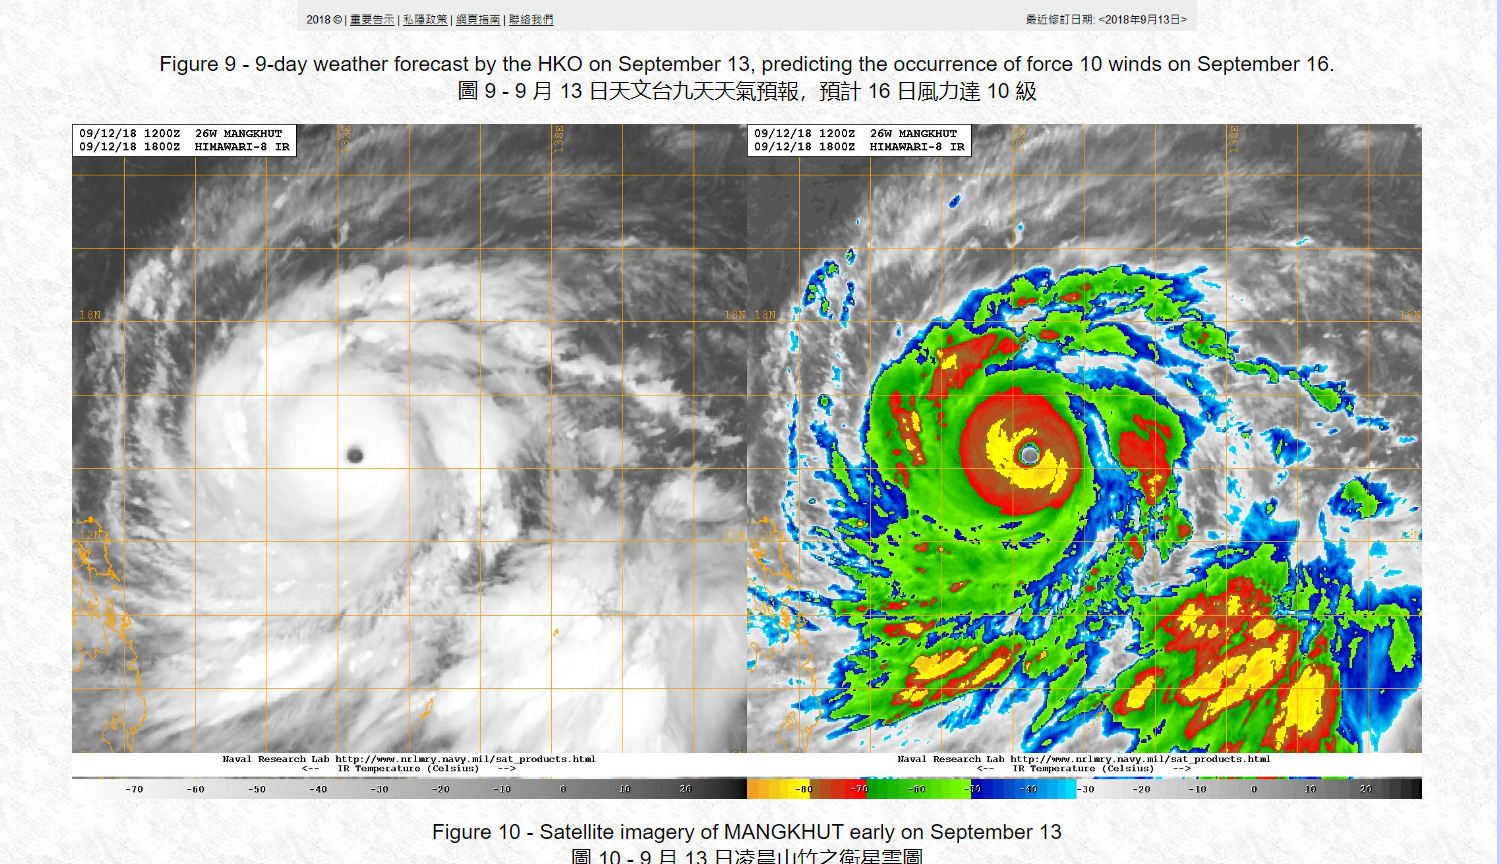 2018 © | 重要告示 | 私隱政策 | 網頁指南 | 聯絡我們
最近修訂日期: <2018年9月13日>
Figure 9 - 9-day weather forecast by the HKO on September 13, predicting the occurrence of force 10 winds on September 16.
圖 9 - 9 月 13 日天文台九天天氣預報，預計 16 日風力達 10 級
09/12/18 1200Z 26W MANGKHUT
09/12/18 1800Z HIMAWARI-8 IR
09/12/18 1200Z 26W MANGKHUT
09/12/18 1800Z HIMAWARI-8 IR
138E
138E
18N
18N
18N
18N
12N
Naval Research Lab http://www.nrlmry.navy.mil/sat_products.html
<-- IR Temperature (Celsius) -->
Naval Research Lab http://www.nrlmry.navy.mil/sat_products.html
<-- IR Temperature (Celsius) -->
-70 -60 -50 -40 -30 -20 -10 0 10 20
-80 -70 -60 -50 -40 -30 -20 -10 0 10 20
Figure 10 - Satellite imagery of MANGKHUT early on September 13
圖 10 - 9 月 13 日凌晨山竹之衛星雲圖